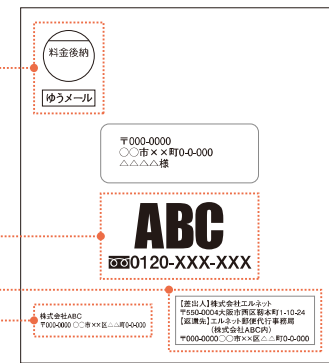 料金後納
ゆうメール
〒000-0000
○○市××町0-0-000
△△△△様
ABC
0120-XXX-XXX
株式会社ABC
〒000-0000 ○○市××区△△町0-0-000
【差出人】株式会社エルネット
〒550-0004大阪市西区靭本町1-10-24
【返還先】エルネット郵便代行事務局
(株式会社ABC内)
〒000-0000○○市××区△△町0-0-000